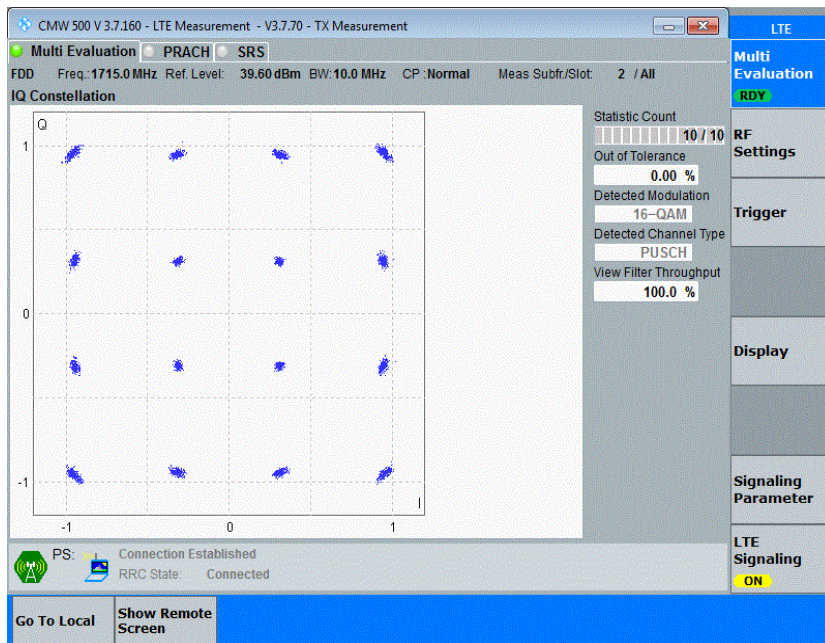 CMW 500 V 3.7.160 - LTE Measurement - V3.7.70 - TX Measurement
LTE
Multi Evaluation PRACH SRS
Multi
Evaluation
RDY
FDD Freq.: 1715.0 MHz Ref. Level: 39.60 dBm BW: 10.0 MHz CP : Normal Meas Subfr./Slot: 2 / All
IQ Constellation
Q
1
0
-1
I
-1 0 1
Statistic Count
10 / 10
Out of Tolerance
0.00 %
Detected Modulation
16-QAM
Detected Channel Type
PUSCH
View Filter Throughput
100.0 %
RF
Settings
Trigger
Display
Signaling
Parameter
LTE
Signaling
ON
PS: Connection Established
RRC State: Connected
Go To Local
Show Remote
Screen